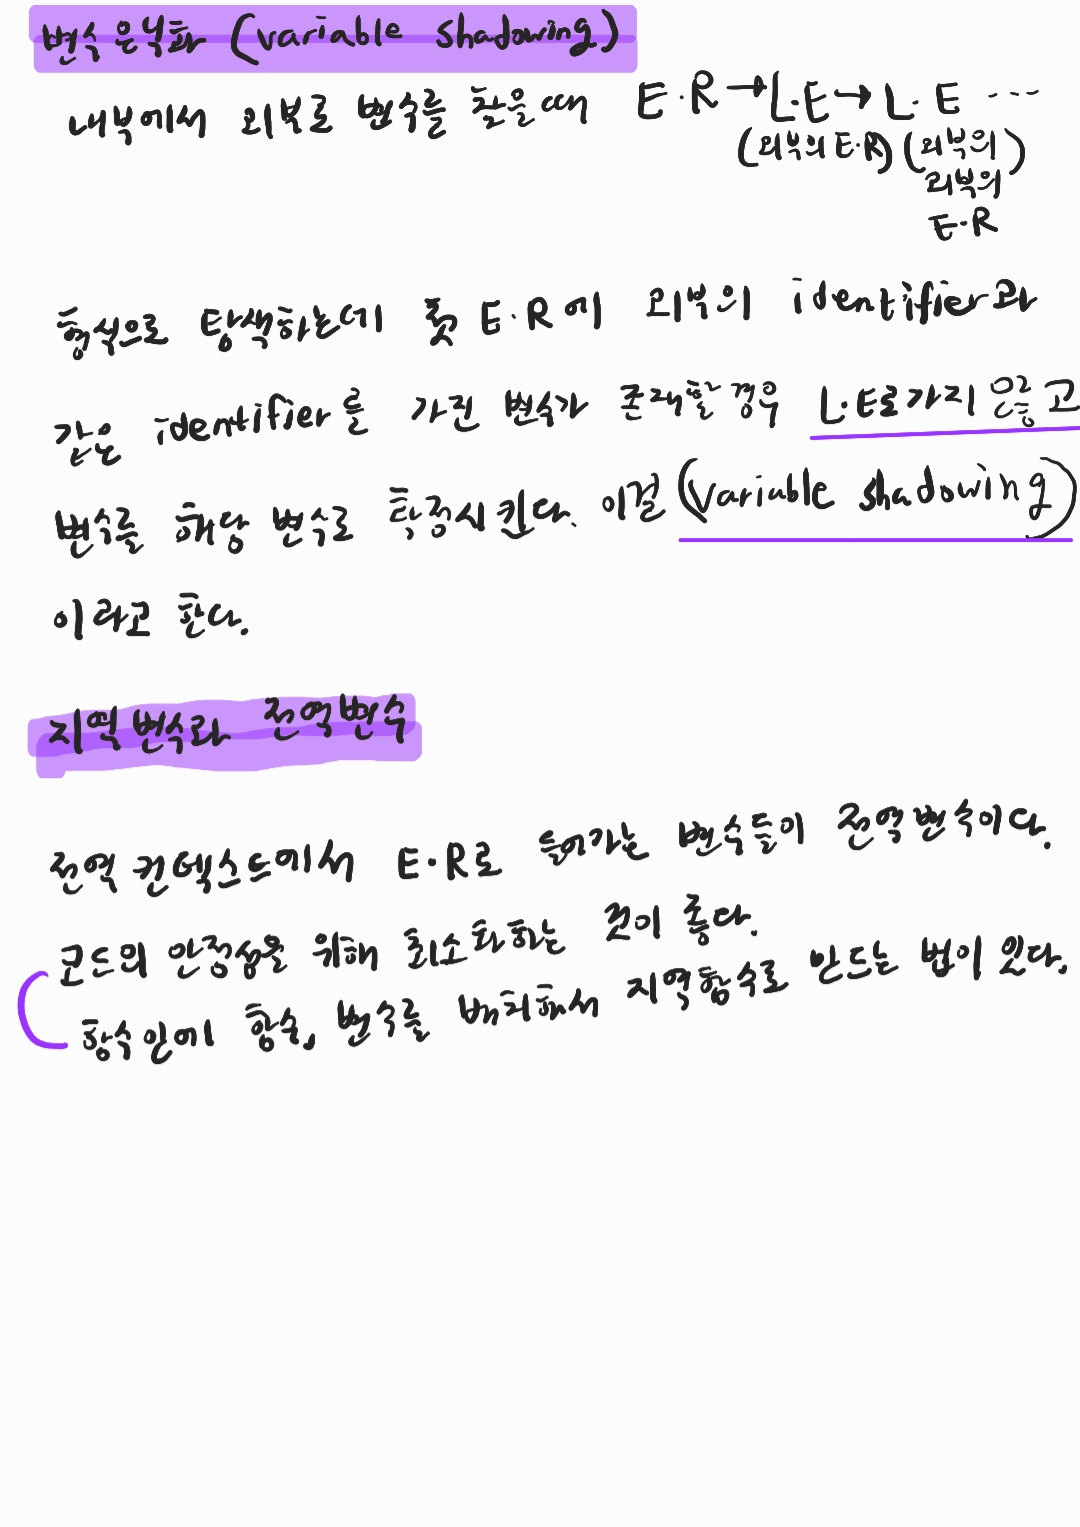 변수 은닉화 (variable shadowing)
내부에서 외부로 변수를 찾을때 E·R → L·E → L·E ----
(외부의 E·R) (외부의
외부의
E·R)
형식으로 탐색하는데 첫 E·R에 외부의 identifier과
같은 identifier를 가진 변수가 존재할 경우 L·E로 가지 않고
변수를 해당 변수로 특정시킨다. 이걸 (variable shadowing)
이라고 한다.
지역변수와 전역변수
전역 컨텍스트에서 E·R로 들어가는 변수들이 전역변수이다.
코드의 안정성을 위해 최소화하는 것이 좋다.
함수 안에 함수, 변수를 배치해서 지역함수로 만드는 법이 있다.